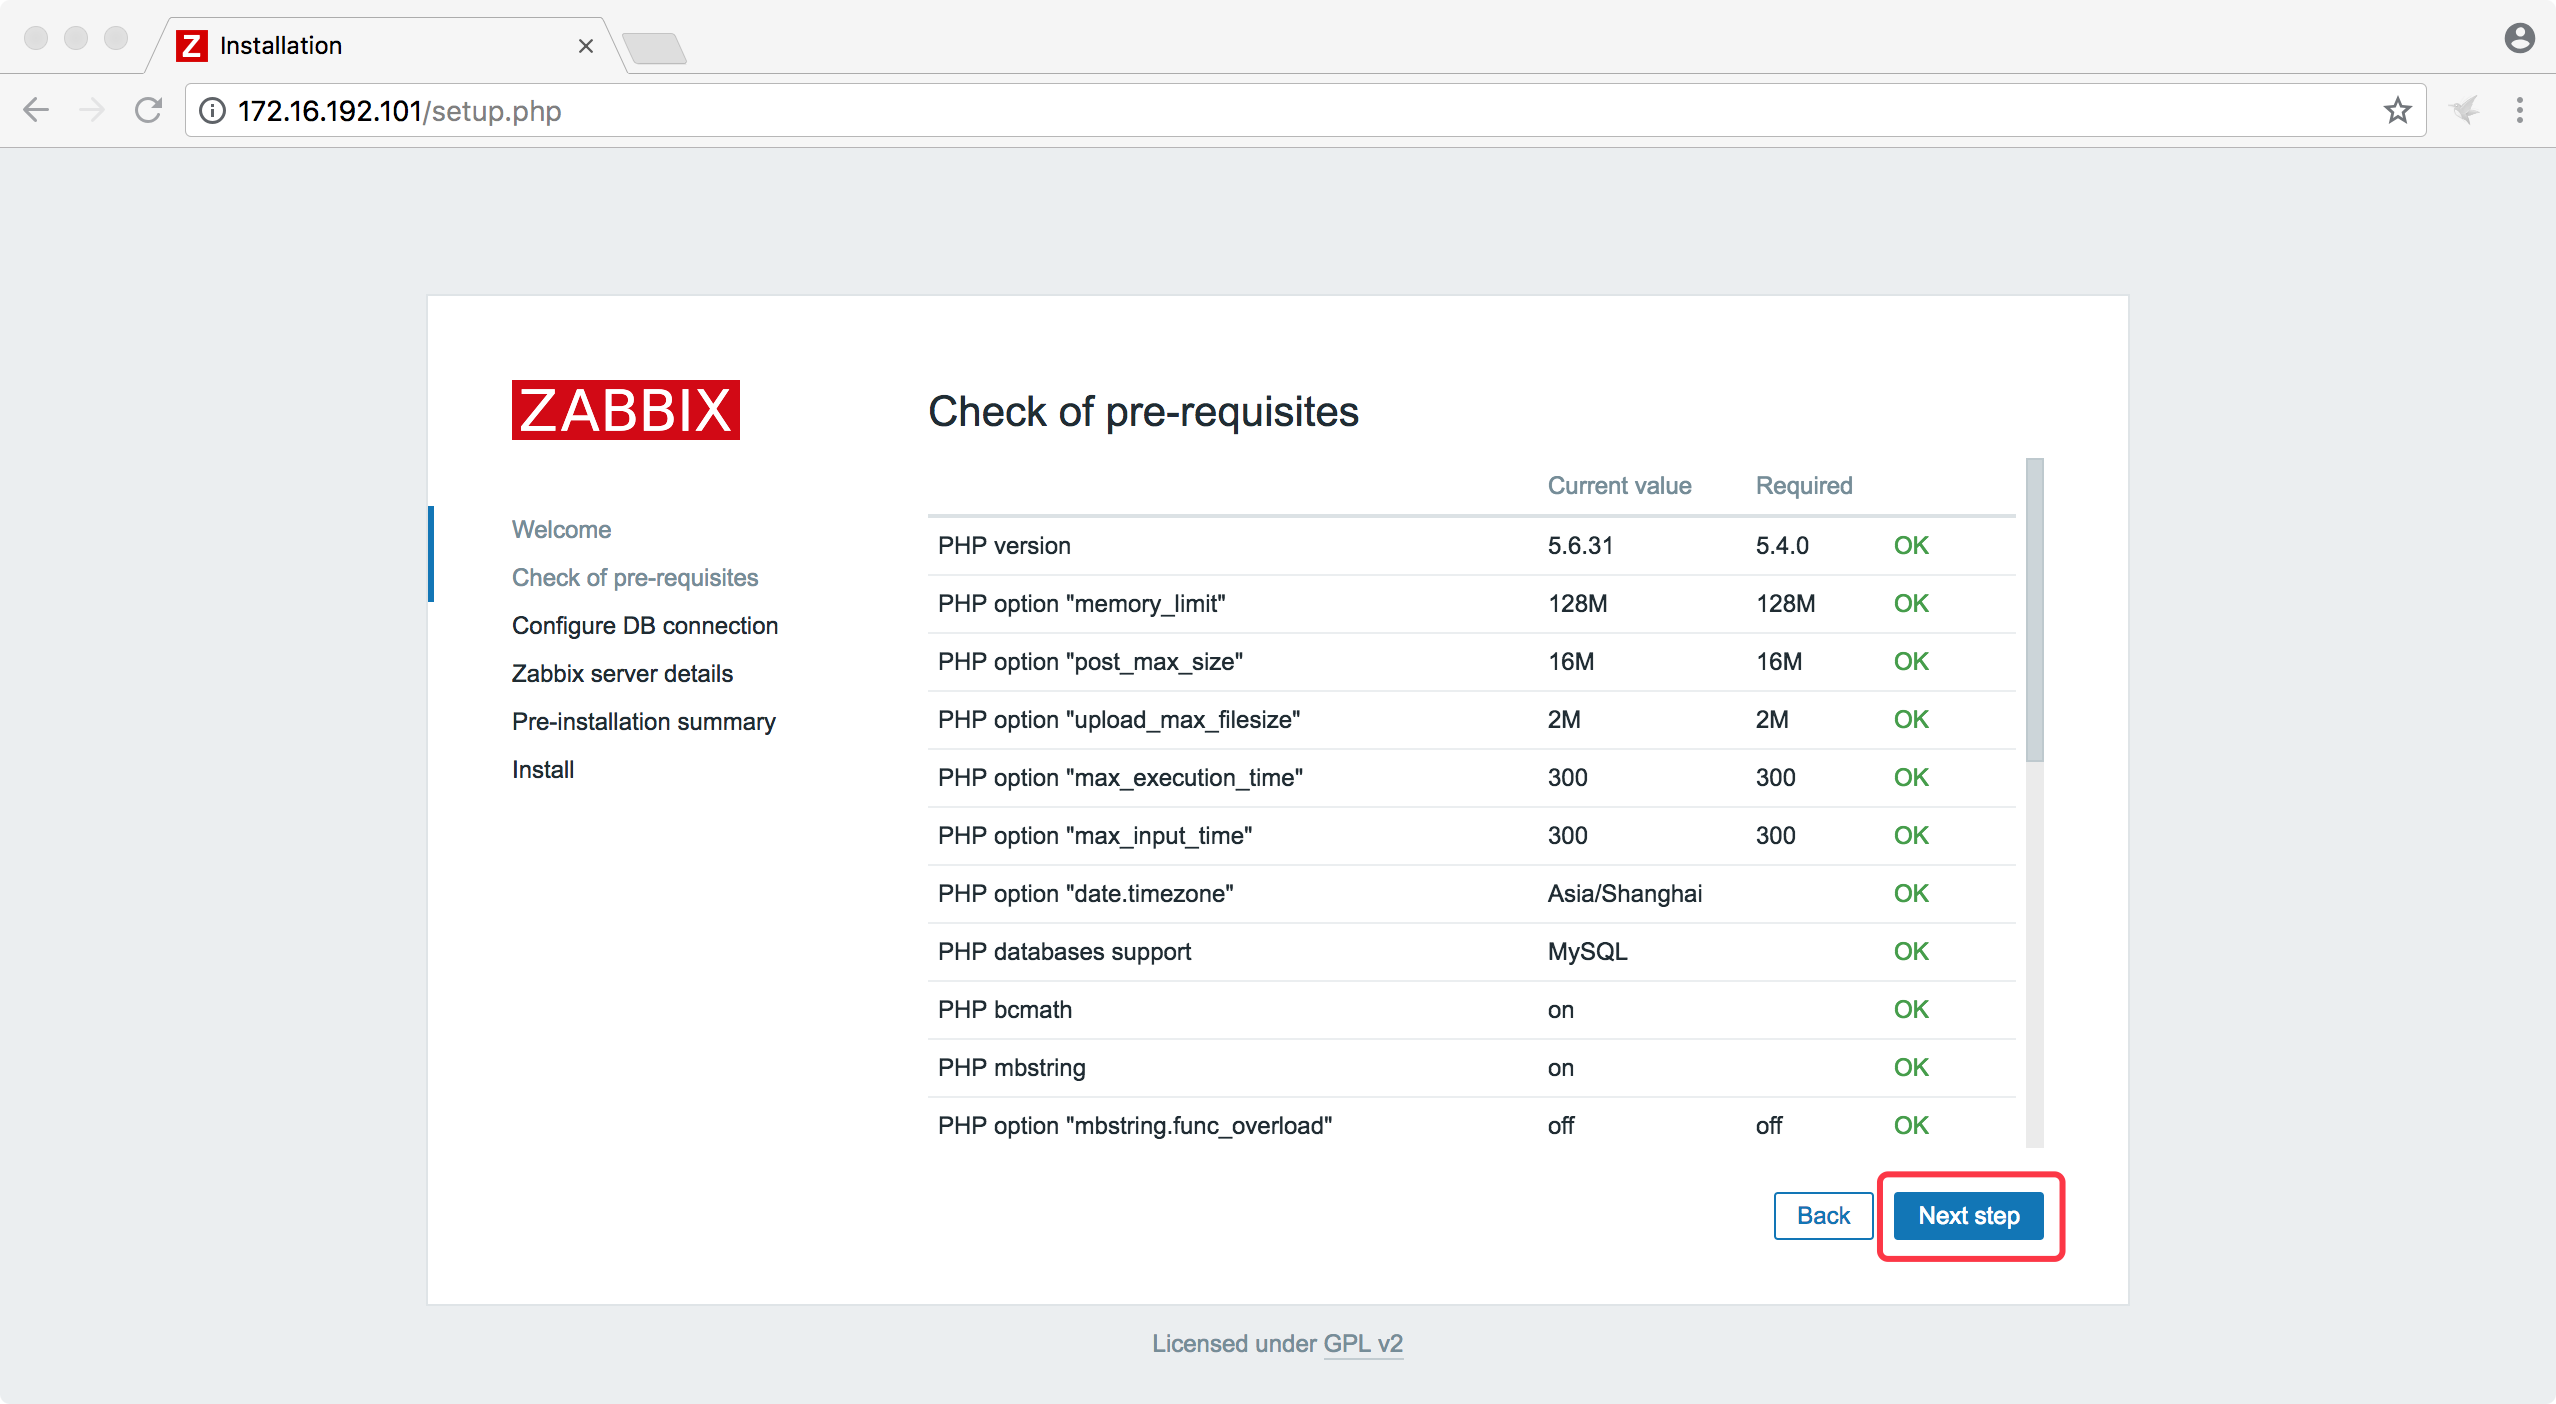 Installation
172.16.192.101/setup.php
ZABBIX
Welcome
Check of pre-requisites
Configure DB connection
Zabbix server details
Pre-installation summary
Install
Check of pre-requisites
Current value Required
PHP version 5.6.31 5.4.0 OK
PHP option "memory_limit" 128M 128M OK
PHP option "post_max_size" 16M 16M OK
PHP option "upload_max_filesize" 2M 2M OK
PHP option "max_execution_time" 300 300 OK
PHP option "max_input_time" 300 300 OK
PHP option "date.timezone" Asia/Shanghai OK
PHP databases support MySQL OK
PHP bcmath on OK
PHP mbstring on OK
PHP option "mbstring.func_overload" off off OK
Back Next step
Licensed under GPL v2